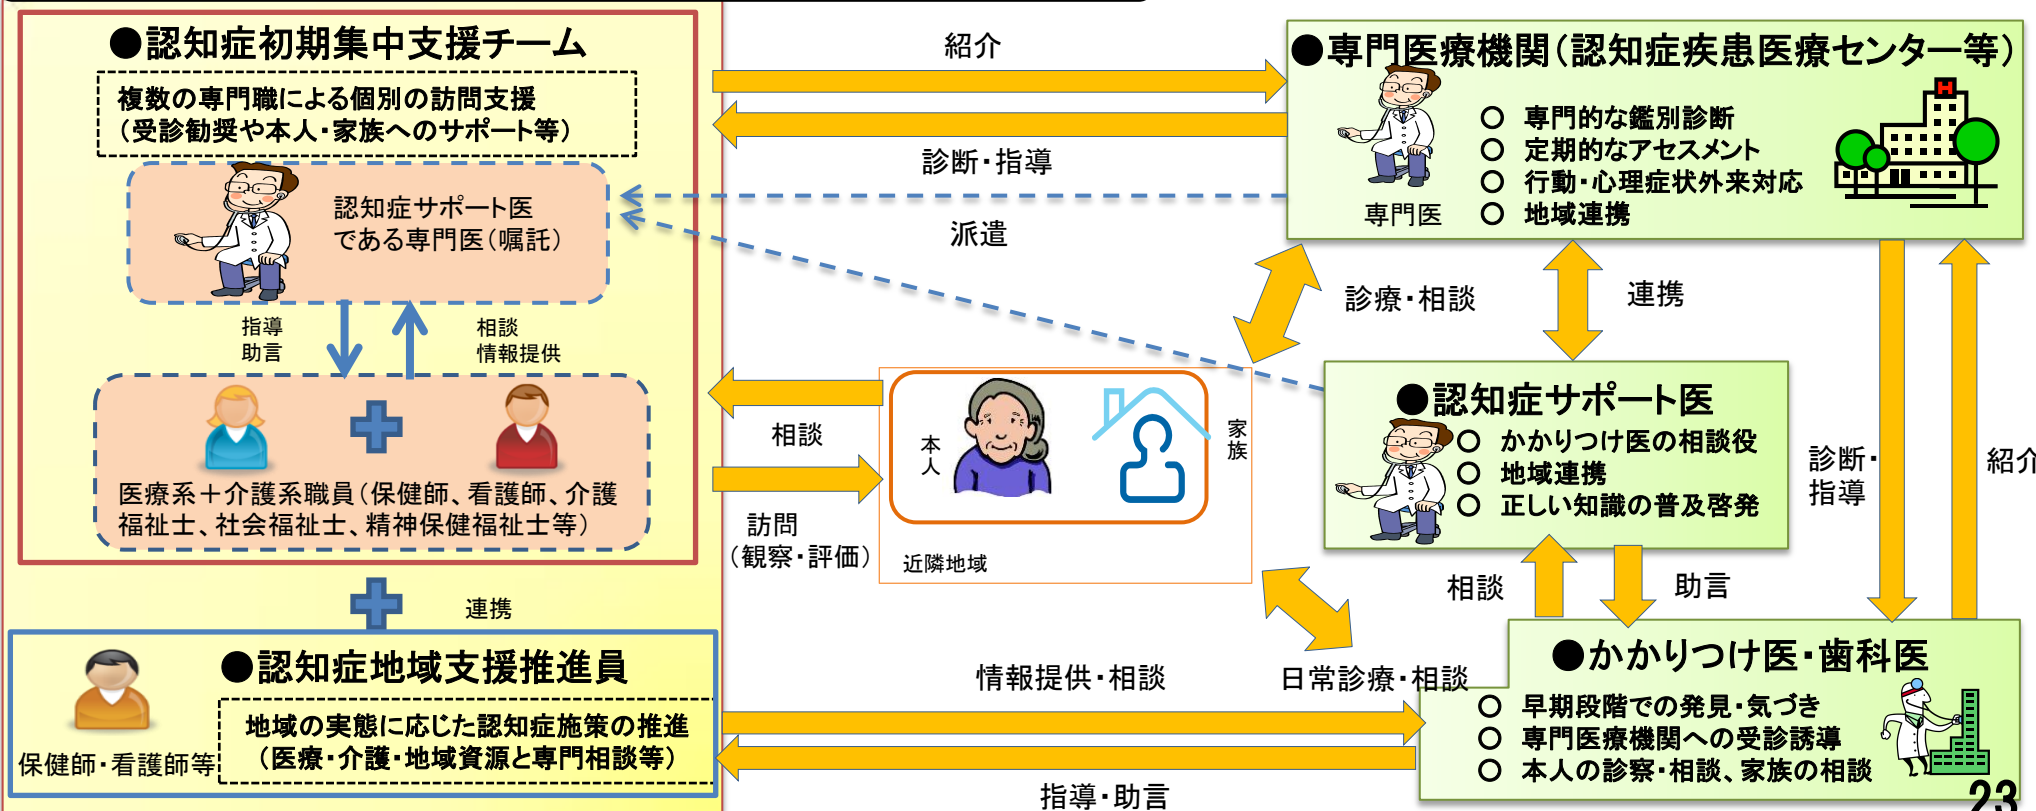 ●認知症初期集中支援チーム
複数の専門職による個別の訪問支援
（受診勧奨や本人・家族へのサポート等）
認知症サポート医
である専門医（嘱託）
指導
助言
相談
情報提供
医療系＋介護系職員（保健師、看護師、介護
福祉士、社会福祉士、精神保健福祉士等）
連携
●認知症地域支援推進員
地域の実態に応じた認知症施策の推進
（医療・介護・地域資源と専門相談等）
保健師・看護師等
紹介
診断・指導
派遣
相談
訪問
（観察・評価）
本人
家族
近隣地域
診療・相談
連携
●専門医療機関（認知症疾患医療センター等）
○ 専門的な鑑別診断
○ 定期的なアセスメント
○ 行動・心理症状外来対応
○ 地域連携
専門医
H
●認知症サポート医
○ かかりつけ医の相談役
○ 地域連携
○ 正しい知識の普及啓発
診断・
指導
紹介
相談
助言
情報提供・相談
日常診療・相談
指導・助言
●かかりつけ医・歯科医
○ 早期段階での発見・気づき
○ 専門医療機関への受診誘導
○ 本人の診察・相談、家族の相談
23